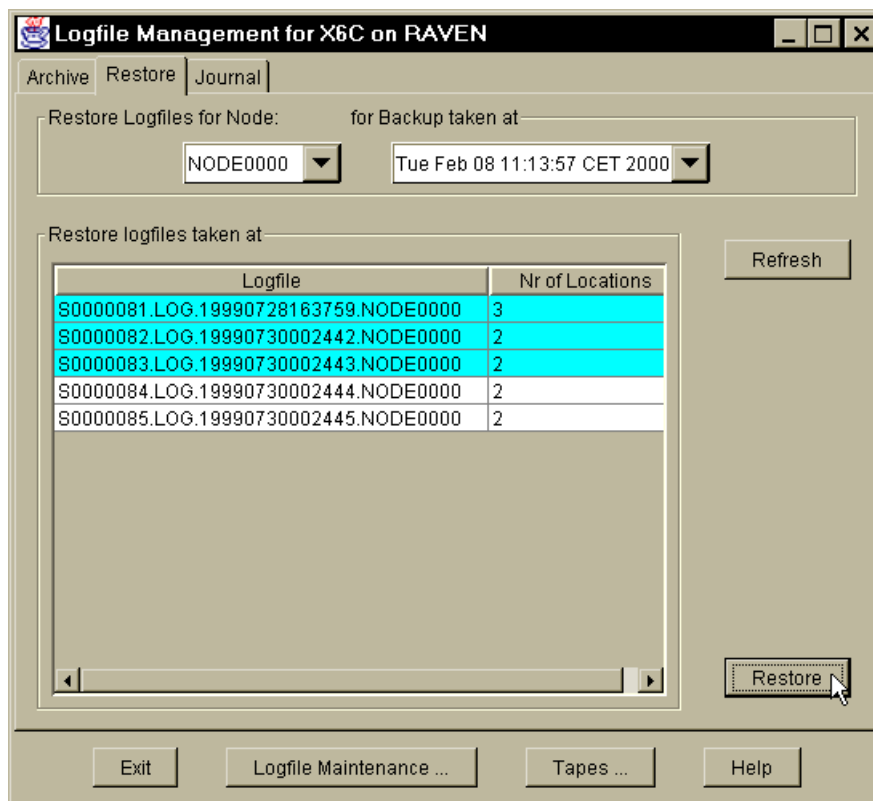 Logfile Management for X6C on RAVEN
Archive Restore Journal
Restore Logfiles for Node: for Backup taken at
NODE0000 Tue Feb 08 11:13:57 CET 2000
Restore logfiles taken at
Refresh
Logfile Nr of Locations
S0000081.LOG.19990728163759.NODE0000 3
S0000082.LOG.19990730002442.NODE0000 2
S0000083.LOG.19990730002443.NODE0000 2
S0000084.LOG.19990730002444.NODE0000 2
S0000085.LOG.19990730002445.NODE0000 2
Restore
Exit Logfile Maintenance ... Tapes ... Help